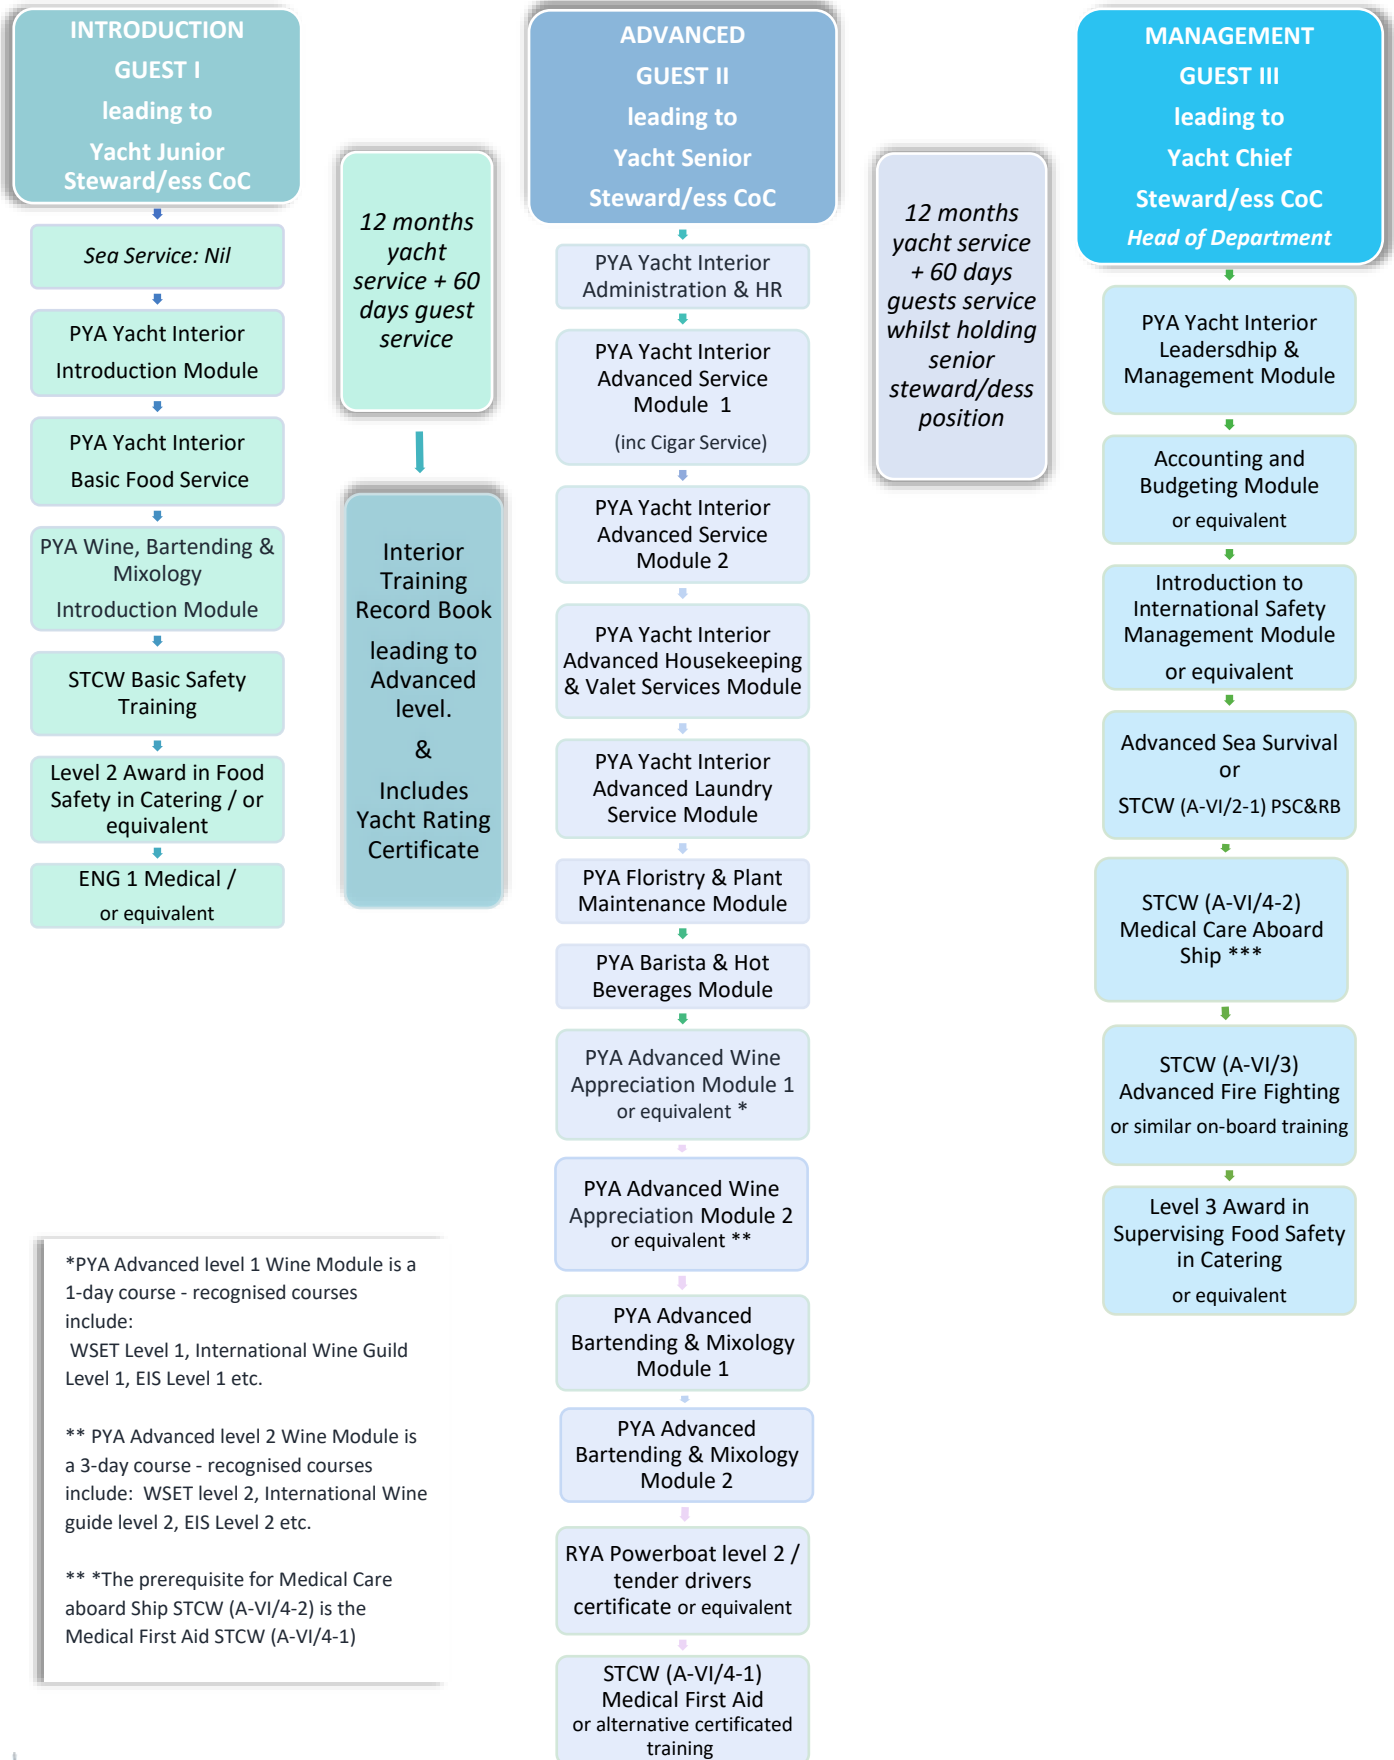 INTRODUCTION
GUEST I
leading to
Yacht Junior
Steward/ess CoC
Sea Service: Nil
PYA Yacht Interior
Introduction Module
PYA Yacht Interior
Basic Food Service
PYA Wine, Bartending &
Mixology
Introduction Module
STCW Basic Safety
Training
Level 2 Award in Food
Safety in Catering / or
equivalent
ENG 1 Medical /
or equivalent
12 months
yacht
service + 60
days guest
service
Interior
Training
Record Book
leading to
Advanced
level.
&
Includes
Yacht Rating
Certificate
ADVANCED
GUEST II
leading to
Yacht Senior
Steward/ess CoC
PYA Yacht Interior
Administration & HR
PYA Yacht Interior
Advanced Service
Module 1
(inc Cigar Service)
PYA Yacht Interior
Advanced Service
Module 2
PYA Yacht Interior
Advanced Housekeeping
& Valet Services Module
PYA Yacht Interior
Advanced Laundry
Service Module
PYA Floristry & Plant
Maintenance Module
PYA Barista & Hot
Beverages Module
PYA Advanced Wine
Appreciation Module 1
or equivalent *
PYA Advanced Wine
Appreciation Module 2
or equivalent **
PYA Advanced
Bartending & Mixology
Module 1
PYA Advanced
Bartending & Mixology
Module 2
RYA Powerboat level 2 /
tender drivers
certificate or equivalent
STCW (A-VI/4-1)
Medical First Aid
or alternative certificated
training
12 months
yacht service
+ 60 days
guests service
whilst holding
senior
steward/dess
position
MANAGEMENT
GUEST III
leading to
Yacht Chief
Steward/ess CoC
Head of Department
PYA Yacht Interior
Leadersdhip &
Management Module
Accounting and
Budgeting Module
or equivalent
Introduction to
International Safety
Management Module
or equivalent
Advanced Sea Survival
or
STCW (A-VI/2-1) PSC&RB
STCW (A-VI/4-2)
Medical Care Aboard
Ship ***
STCW (A-VI/3)
Advanced Fire Fighting
or similar on-board training
Level 3 Award in
Supervising Food Safety
in Catering
or equivalent
*PYA Advanced level 1 Wine Module is a
1-day course - recognised courses
include:
WSET Level 1, International Wine Guild
Level 1, EIS Level 1 etc.
** PYA Advanced level 2 Wine Module is
a 3-day course - recognised courses
include: WSET level 2, International Wine
guide level 2, EIS Level 2 etc.
** *The prerequisite for Medical Care
aboard Ship STCW (A-VI/4-2) is the
Medical First Aid STCW (A-VI/4-1)